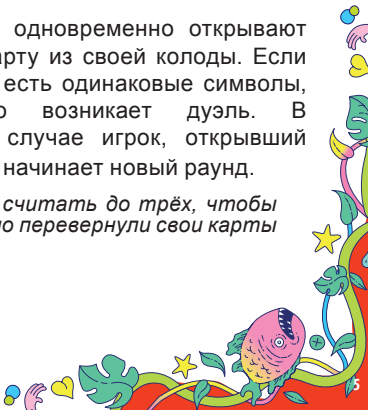 одновременно открывают
арту из своей колоды. Если
есть одинаковые символы,
о возникает дуэль. В
случае игрок, открывший
начинает новый раунд.
считать до трёх, чтобы
о перевернули свои карты
5